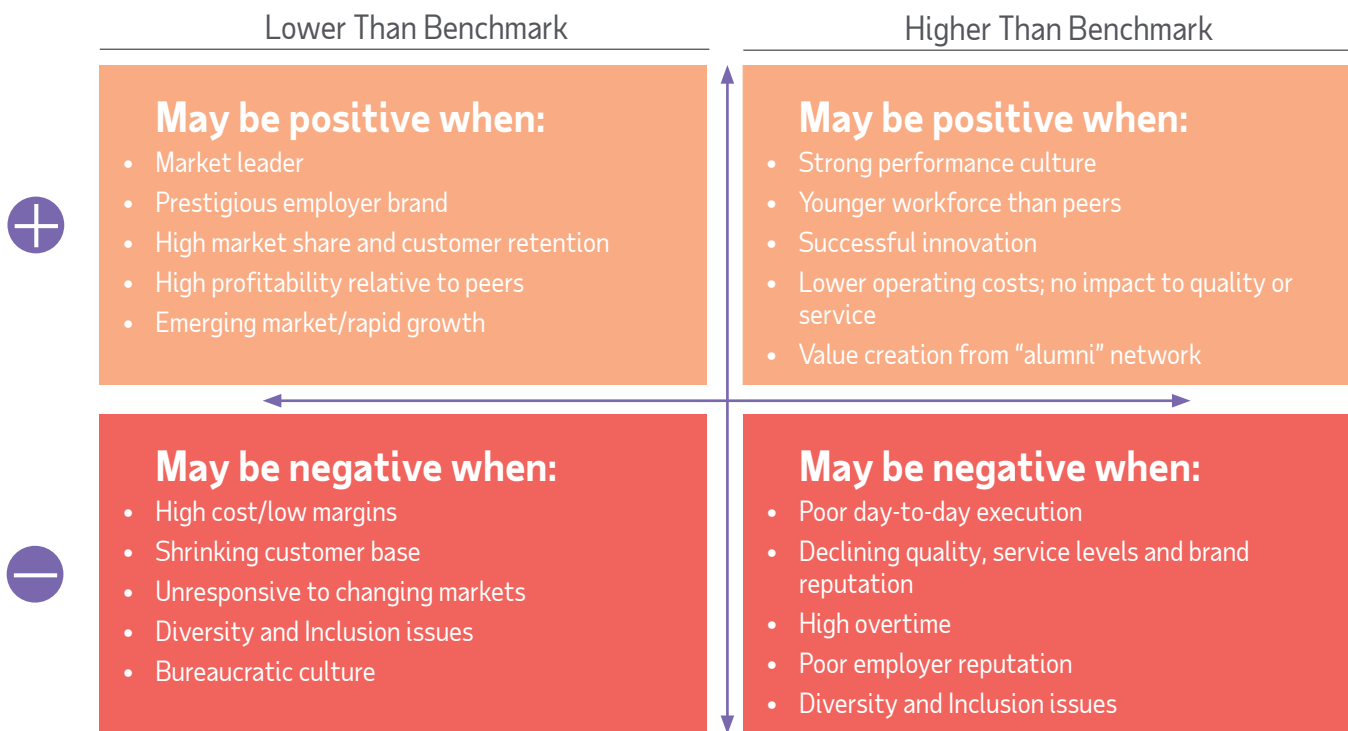 Lower Than Benchmark
Higher Than Benchmark
May be positive when:
• Market leader
• Prestigious employer brand
• High market share and customer retention
• High profitability relative to peers
• Emerging market/rapid growth
May be positive when:
• Strong performance culture
• Younger workforce than peers
• Successful innovation
• Lower operating costs; no impact to quality or
service
• Value creation from “alumni” network
May be negative when:
• High cost/low margins
• Shrinking customer base
• Unresponsive to changing markets
• Diversity and Inclusion issues
• Bureaucratic culture
May be negative when:
• Poor day-to-day execution
• Declining quality, service levels and brand
reputation
• High overtime
• Poor employer reputation
• Diversity and Inclusion issues